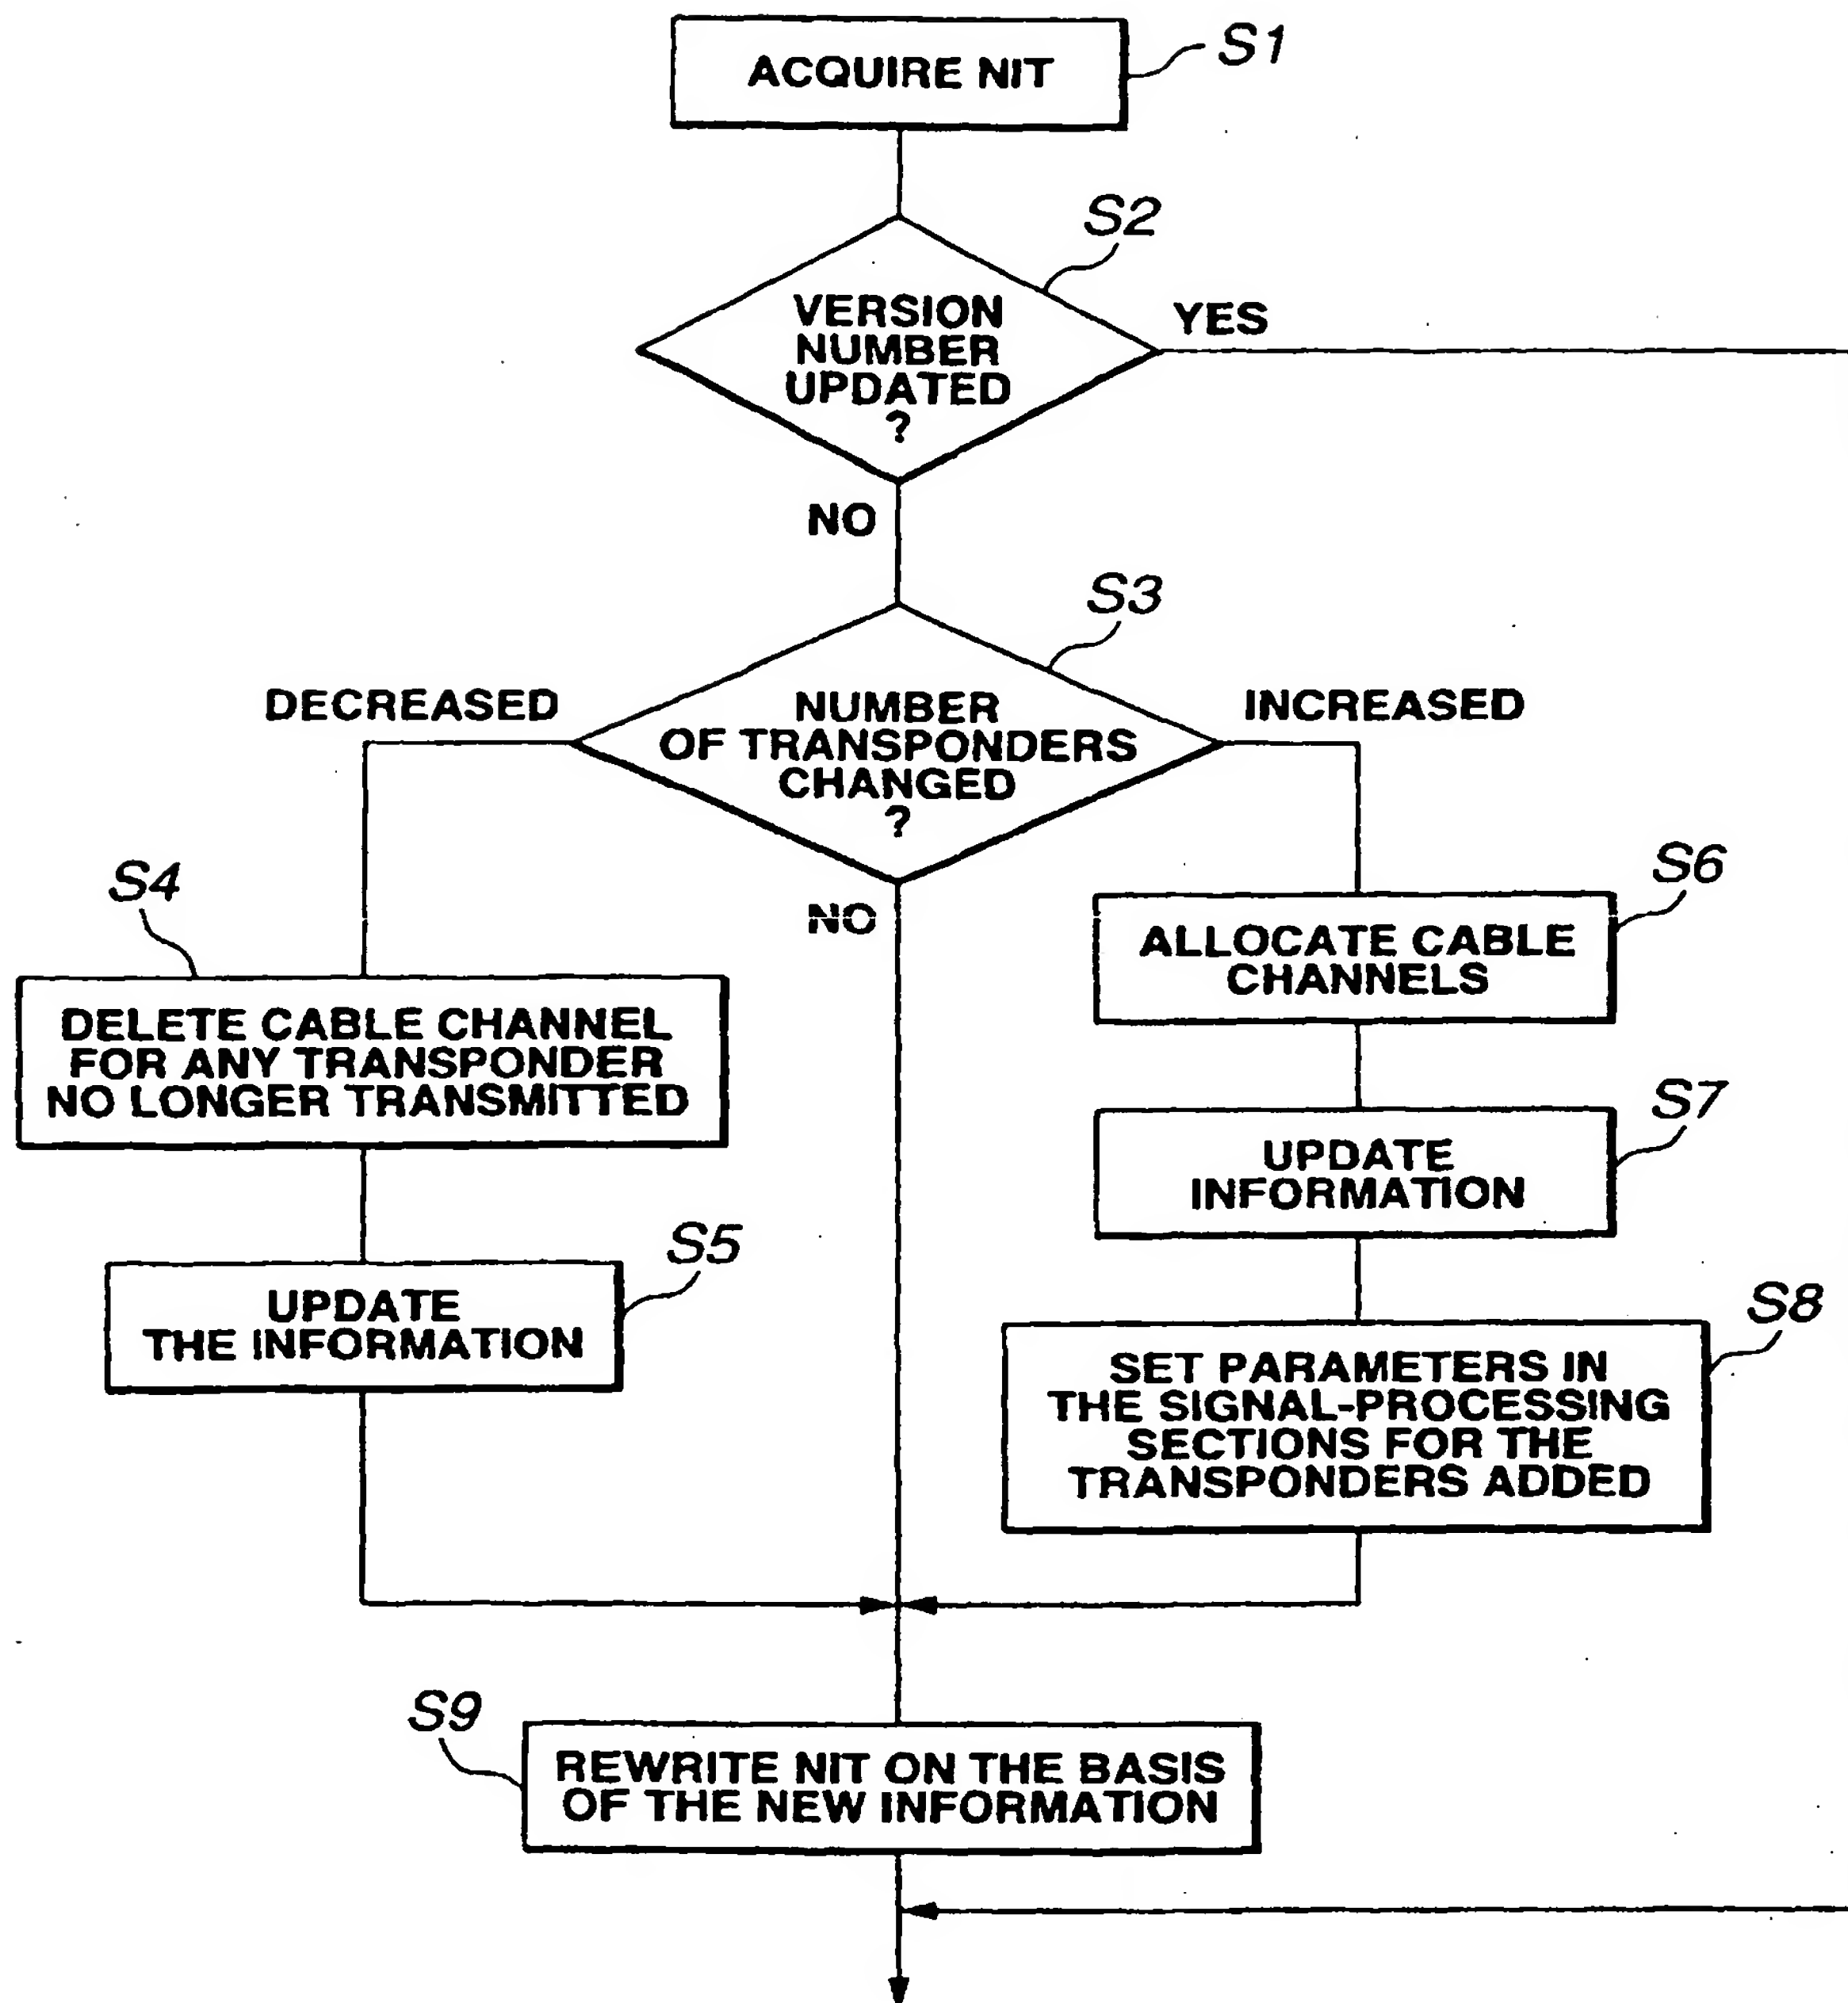 ACQUIRE NIT
S1
S2
VERSION
NUMBER
UPDATED
?
YES
NO
S3
DECREASED
NUMBER
OF TRANSPONDERS
CHANGED
?
INCREASED
NO
S4
DELETE CABLE CHANNEL
FOR ANY TRANSPONDER
NO LONGER TRANSMITTED
S5
UPDATE
THE INFORMATION
S6
ALLOCATE CABLE
CHANNELS
S7
UPDATE
INFORMATION
S8
SET PARAMETERS IN
THE SIGNAL-PROCESSING
SECTIONS FOR THE
TRANSPONDERS ADDED
S9
REWRITE NIT ON THE BASIS
OF THE NEW INFORMATION